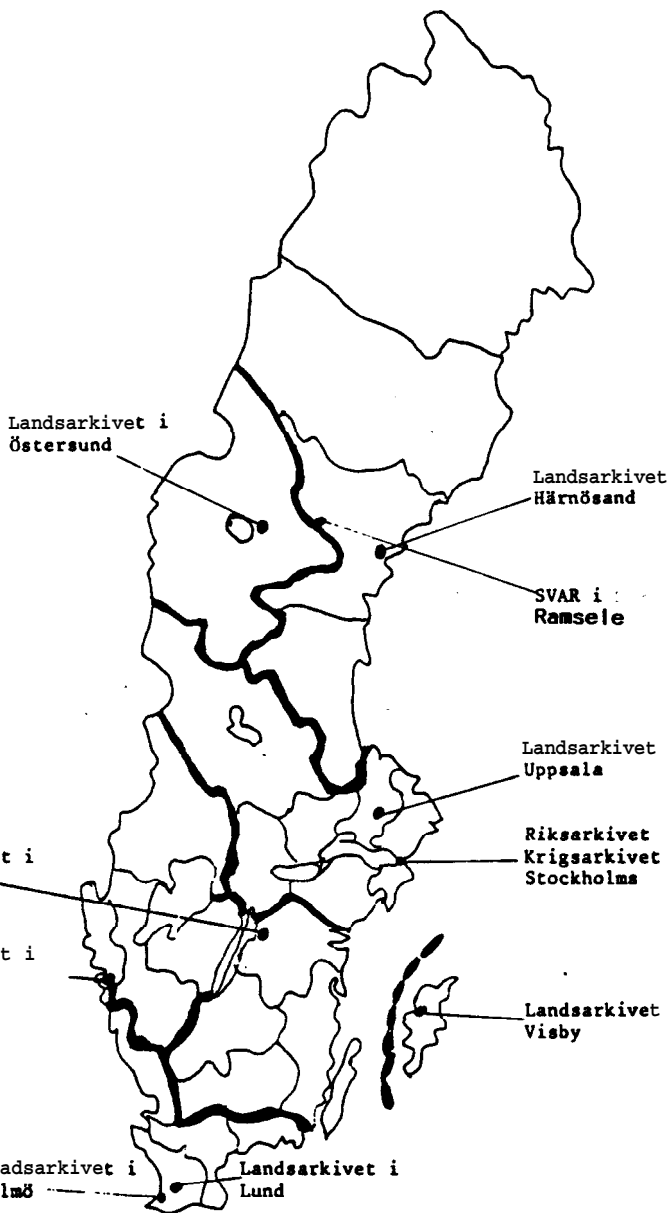 Landsarkivet i
Östersund
Landsarkivet
Härnösand
SVAR i
Ramsele
Landsarkivet
Uppsala
Riksarkivet
Krigsarkivet
Stockholms
t i
t i
Landsarkivet
Visby
adsarkivet i
lmö
Landsarkivet i
Lund